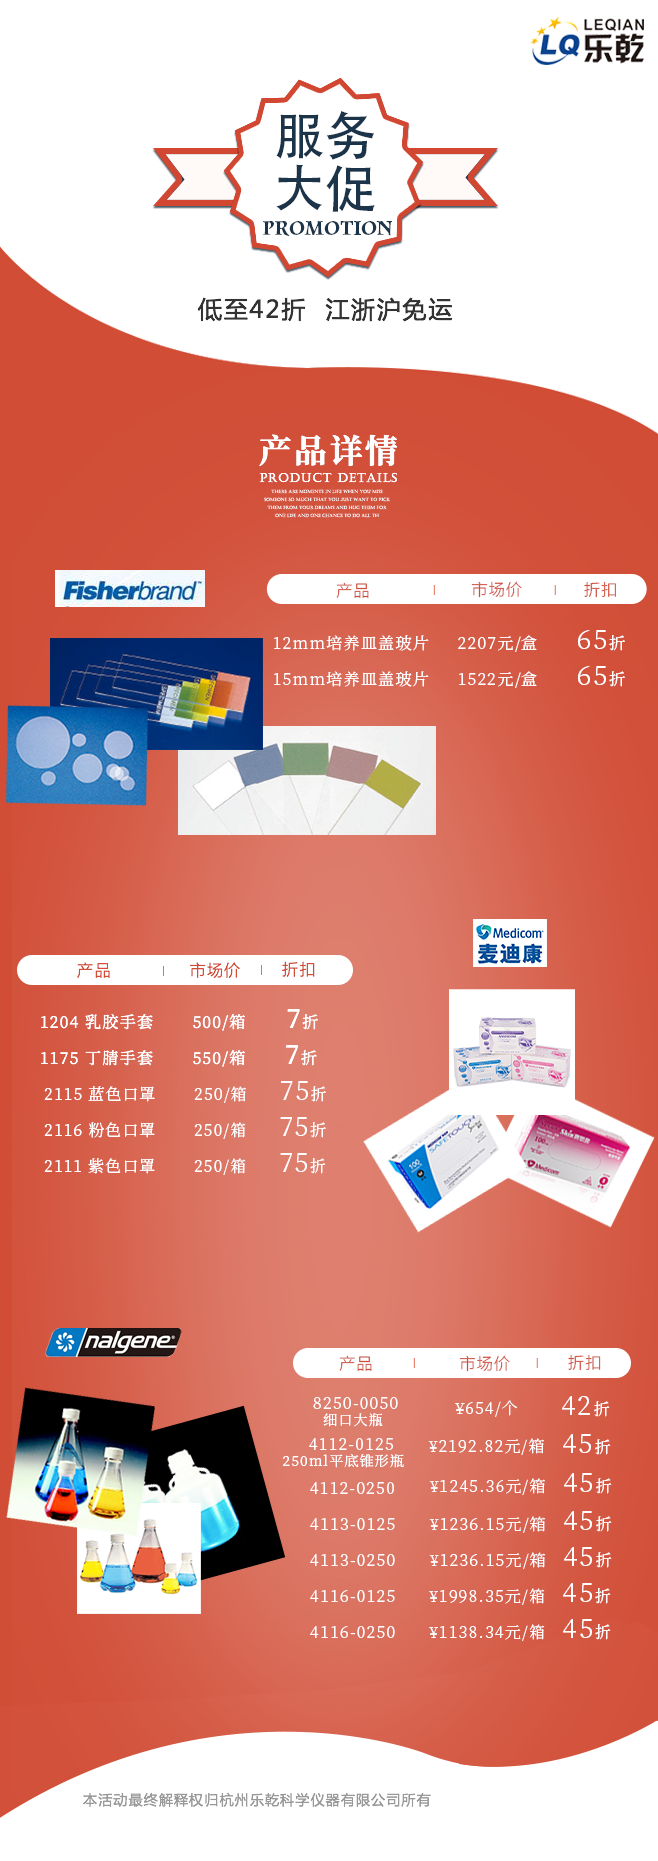 LEQIAN
LQ 乐乾
服务
大促
PROMOTION
低至42折 江浙沪免运
产品详情
PRODUCT DETAILS
THESE ARE MOMENTS IN LIFE WHEN YOU MISS
SOMEONE SO MUCH THAT YOU JUST WANT TO PICK
THEM FROM YOUR DREAMS AND HUG THEM FOR
ONE LIFE AND ONE CHANCE TO DO ALL TH
Fisherbrand
产品 市场价 折扣
12mm培养皿盖玻片 2207元/盒 65折
15mm培养皿盖玻片 1522元/盒 65折
Medicom
麦迪康
产品 市场价 折扣
1204 乳胶手套 500/箱 7折
1175 丁腈手套 550/箱 7折
2115 蓝色口罩 250/箱 75折
2116 粉色口罩 250/箱 75折
2111 紫色口罩 250/箱 75折
SAFETOUCH
100
100
Medicom
nalgene
产品 市场价 折扣
8250-0050
细口大瓶 ¥654/个 42折
4112-0125
250ml平底锥形瓶 ¥2192.82元/箱 45折
4112-0250 ¥1245.36元/箱 45折
4113-0125 ¥1236.15元/箱 45折
4113-0250 ¥1236.15元/箱 45折
4116-0125 ¥1998.35元/箱 45折
4116-0250 ¥1138.34元/箱 45折
本活动最终解释权归杭州乐乾科学仪器有限公司所有